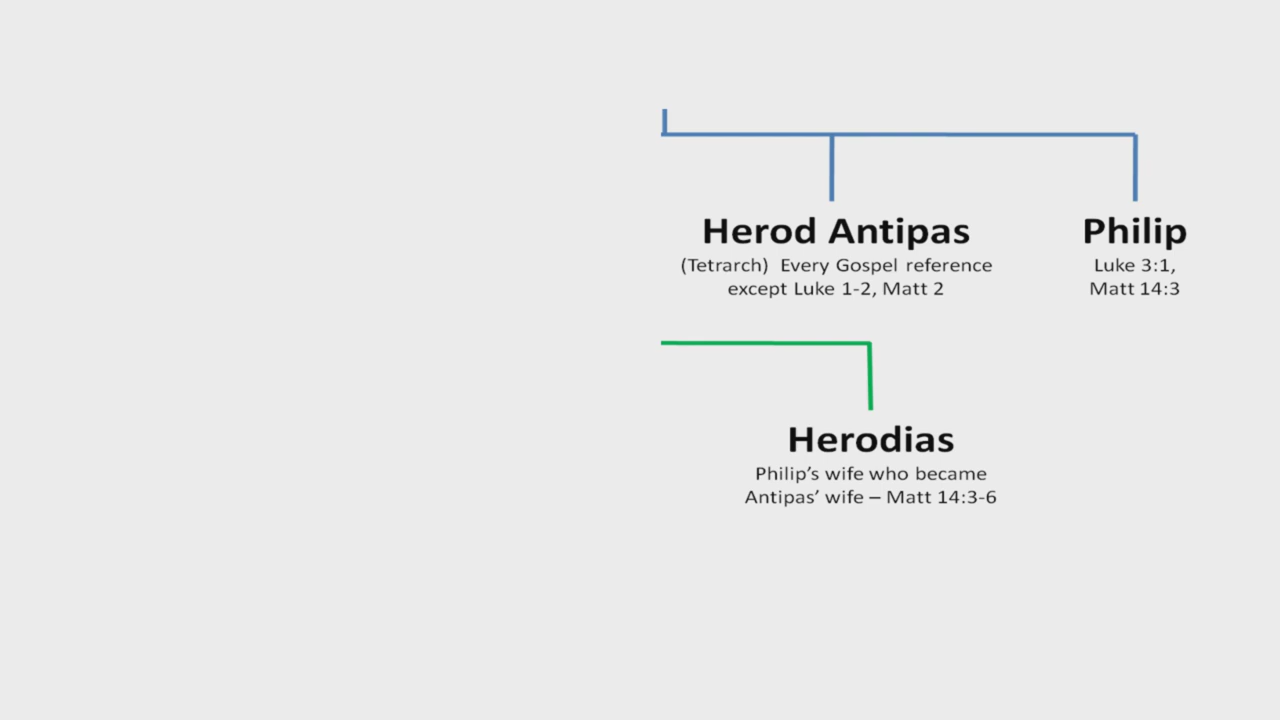 Herod Antipas
(Tetrarch)  Every Gospel reference
except Luke 1-2, Matt 2
Philip
Luke 3:1,
Matt 14:3
Herodias
Philip’s wife who became
Antipas’ wife – Matt 14:3-6